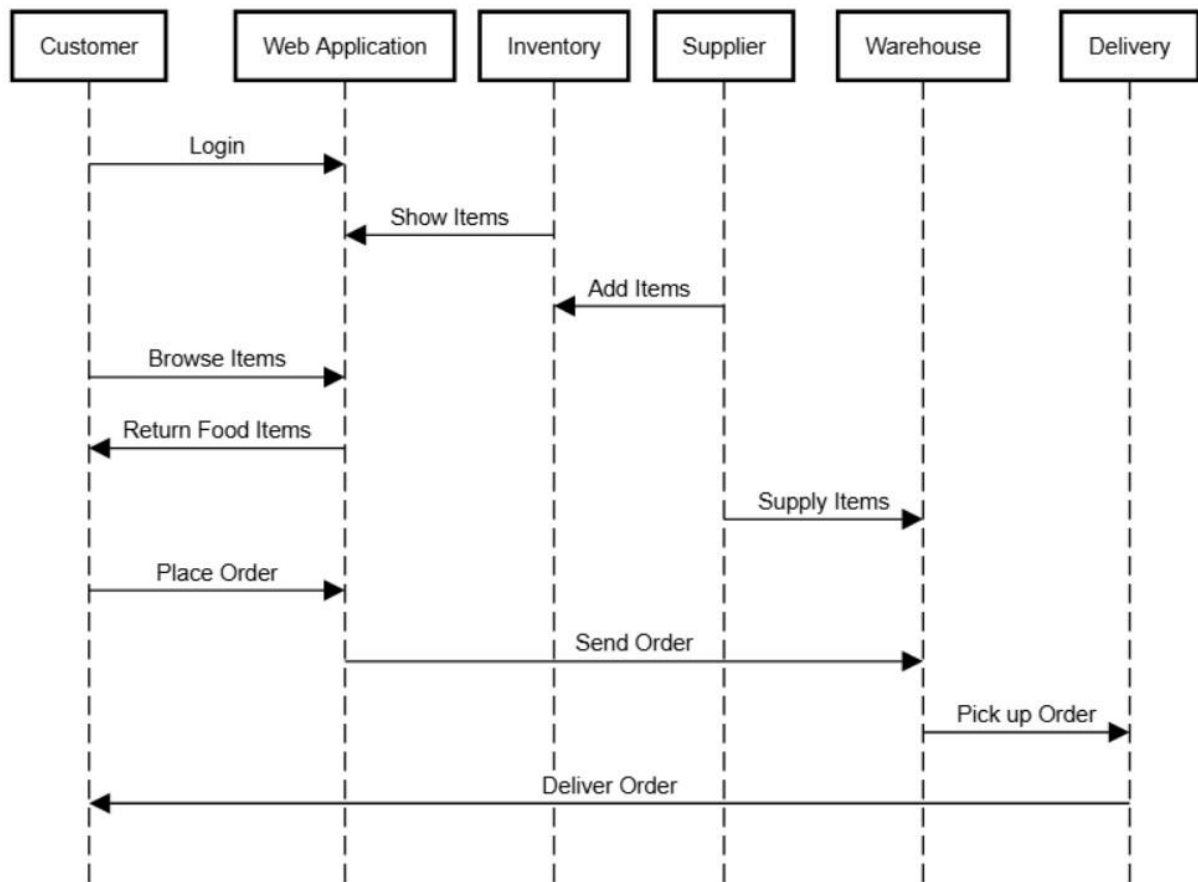 Customer
Web Application
Inventory
Supplier
Warehouse
Delivery
Login
Show Items
Add Items
Browse Items
Return Food Items
Supply Items
Place Order
Send Order
Pick up Order
Deliver Order